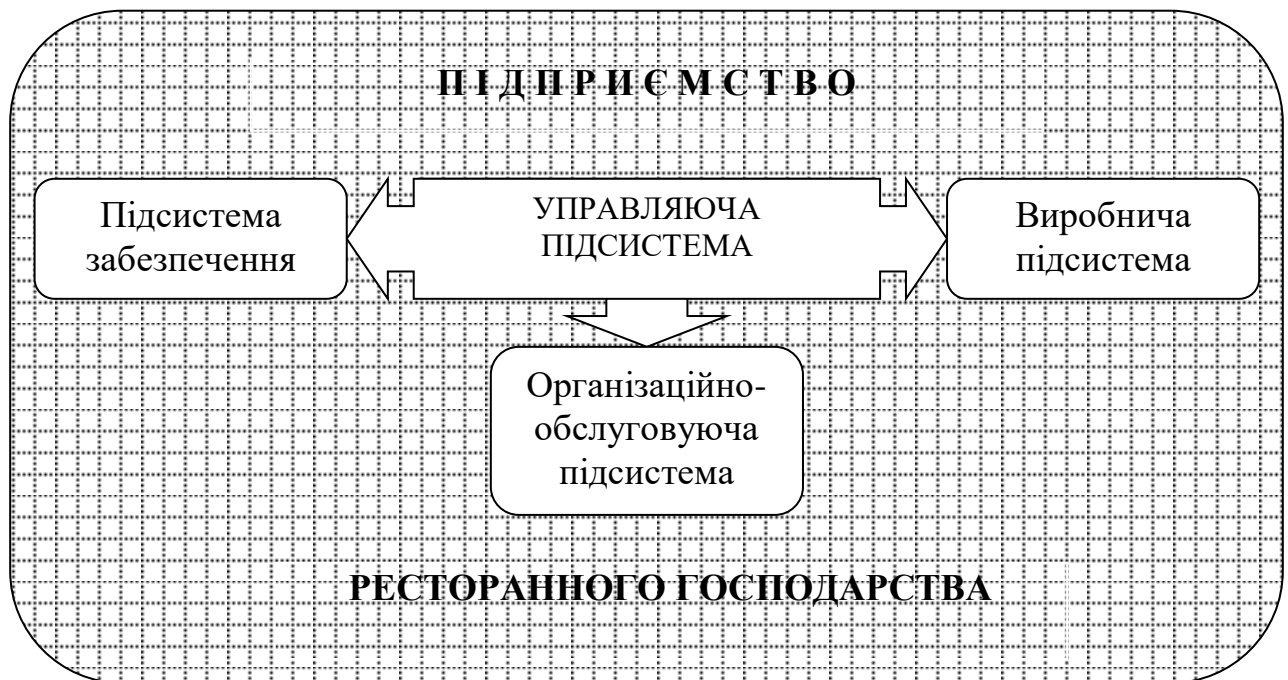 П І Д П Р И Є М С Т В О
Підсистема
забезпечення
УПРАВЛЯЮЧА
ПІДСИСТЕМА
Виробнича
підсистема
Організаційно-
обслуговуюча
підсистема
РЕСТОРАННОГО ГОСПОДАРСТВА